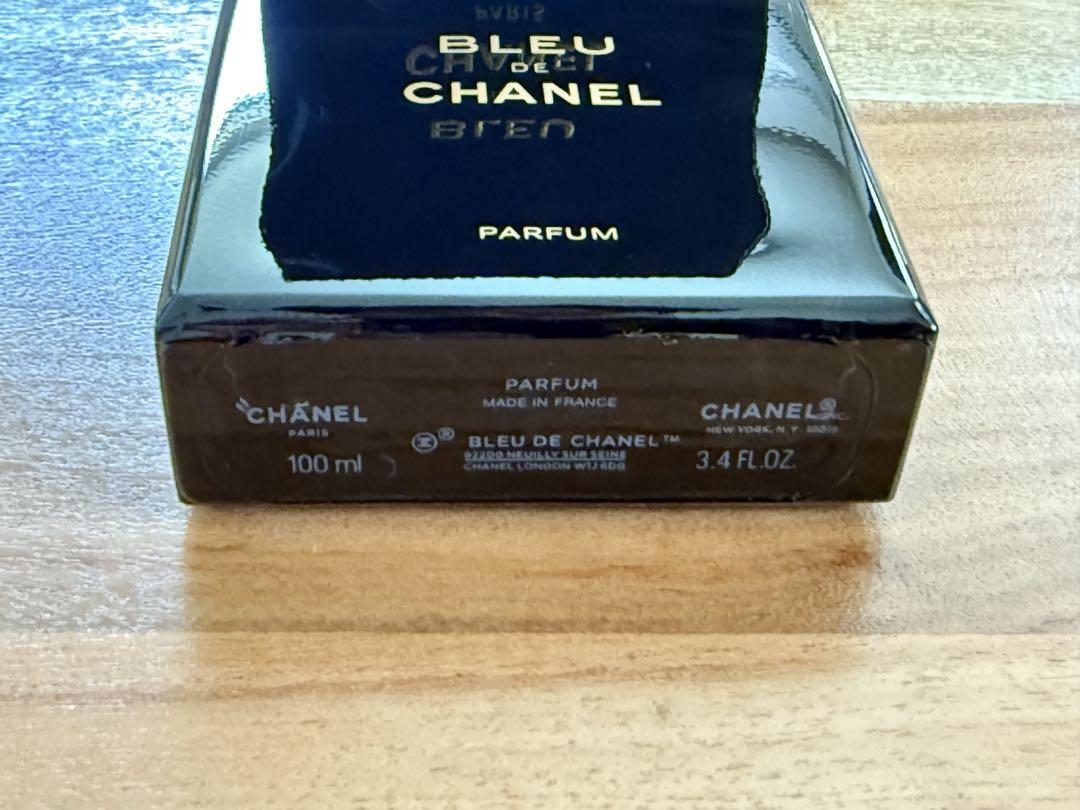 BLEU
DE
CHANEL
PARFUM
PARFUM
MADE IN FRANCE
CHANEL
PARIS
100 ml
BLEU DE CHANEL™
92200 NEUILLY SUR SEINE
CHANEL LONDON W1J 6DG
CHANEL
NEW YORK, N.Y.
3.4 FL.OZ.